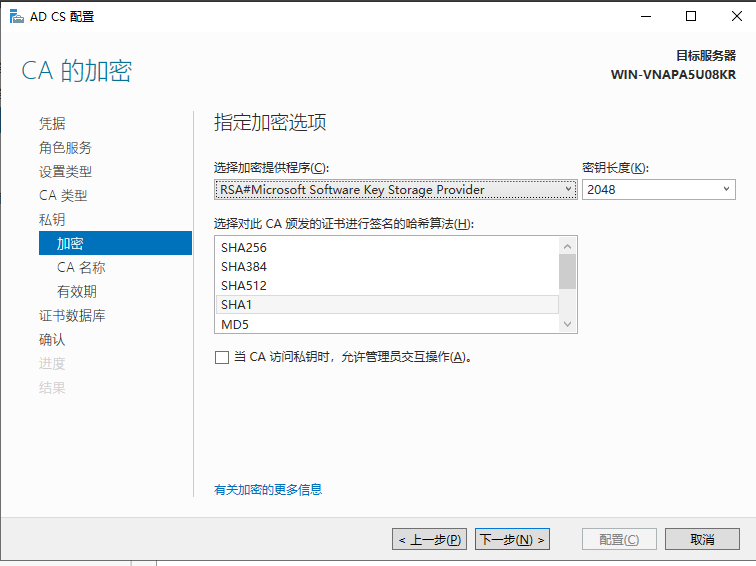 AD CS 配置
CA 的加密
目标服务器
WIN-VNAPA5U08KR
凭据
角色服务
设置类型
CA 类型
私钥
加密
CA 名称
有效期
证书数据库
确认
进度
结果
指定加密选项
选择加密提供程序(C):
密钥长度(K):
RSA#Microsoft Software Key Storage Provider
2048
选择对此 CA 颁发的证书进行签名的哈希算法(H):
SHA256
SHA384
SHA512
SHA1
MD5
当 CA 访问私钥时，允许管理员交互操作(A)。
有关加密的更多信息
< 上一步(P)
下一步(N) >
配置(C)
取消